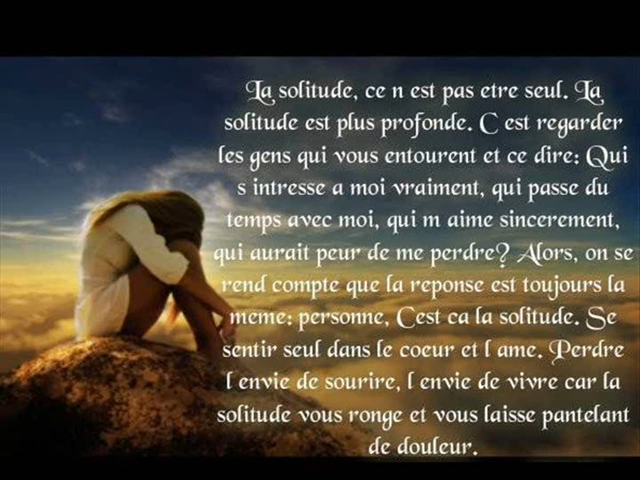 La solitude, ce n est pas etre seul. La
solitude est plus profonde. C est regarder
les gens qui vous entourent et ce dire: Qui
s intresse a moi vraiment, qui passe du
temps avec moi, qui m aime sincerement,
qui aurait peur de me perdre? Alors, on se
rend compte que la reponse est toujours la
meme: personne, Cest ca la solitude. Se
sentir seul dans le coeur et l ame. Perdre
l envie de sourire, l envie de vivre car la
solitude vous ronge et vous laisse pantelant
de douleur.